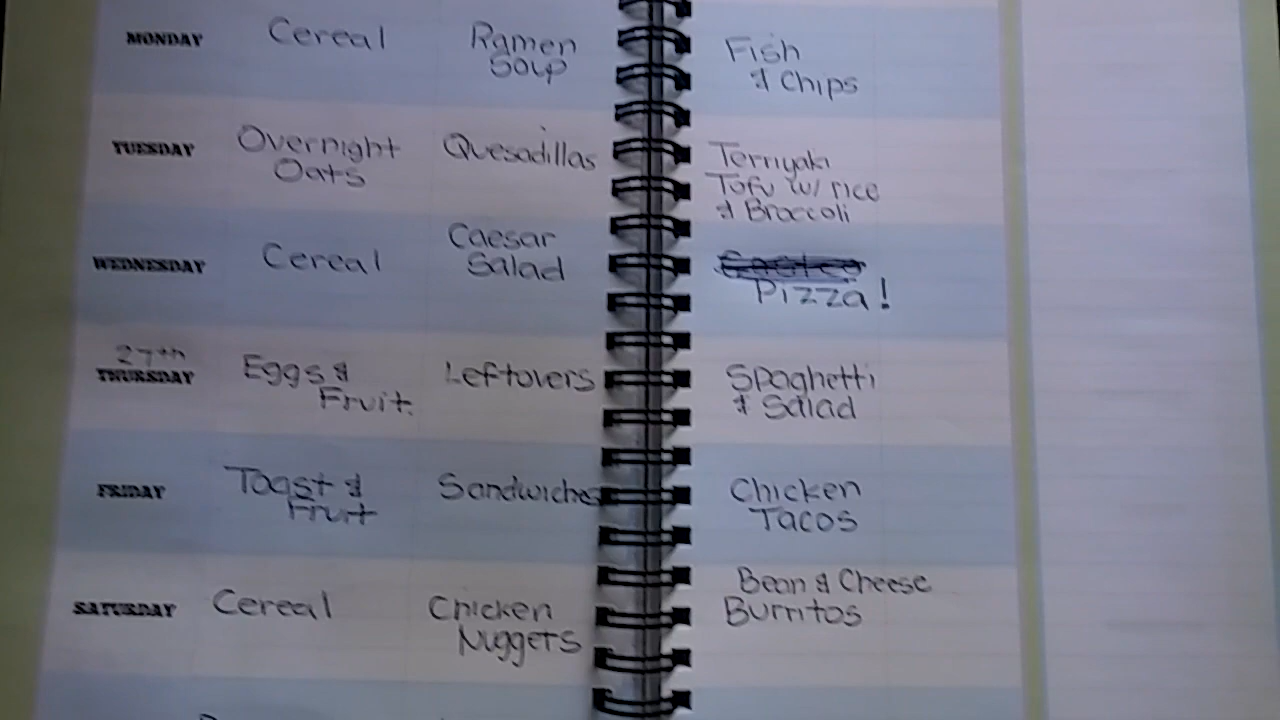 MONDAY Cereal Ramen Fish
Soup & Chips
TUESDAY Overnight Quesadillas Terriyaki
Oats Tofu w/ rice
& Broccoli
WEDNESDAY Cereal Caesar
Salad Pizza!
27th
THURSDAY Eggs & Leftovers Spaghetti
Fruit & Salad
FRIDAY Toast & Sandwiches Chicken
Fruit Tacos
SATURDAY Cereal Chicken Bean & Cheese
Nuggets Burritos